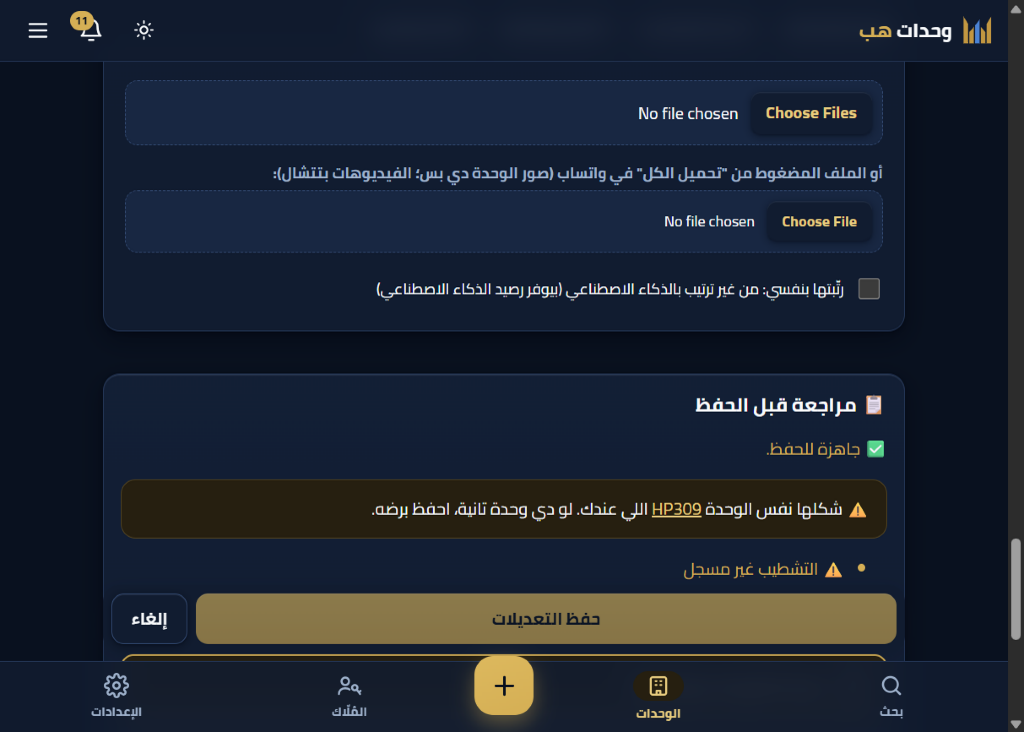 وحدات هب
11
Choose Files No file chosen
أو الملف المضغوط من "تحميل الكل" في واتساب (صور الوحدة دي بس؛ الفيديوهات بتتشال):
Choose File No file chosen
رتّبتها بنفسي: من غير ترتيب بالذكاء الاصطناعي (بيوفر رصيد الذكاء الاصطناعي)
مراجعة قبل الحفظ
جاهزة للحفظ.
شكلها نفس الوحدة HP309 اللي عندك. لو دي وحدة تانية، احفظ برضه.
التشطيب غير مسجل
حفظ التعديلات
إلغاء
بحث
الوحدات
المُلّاك
الإعدادات